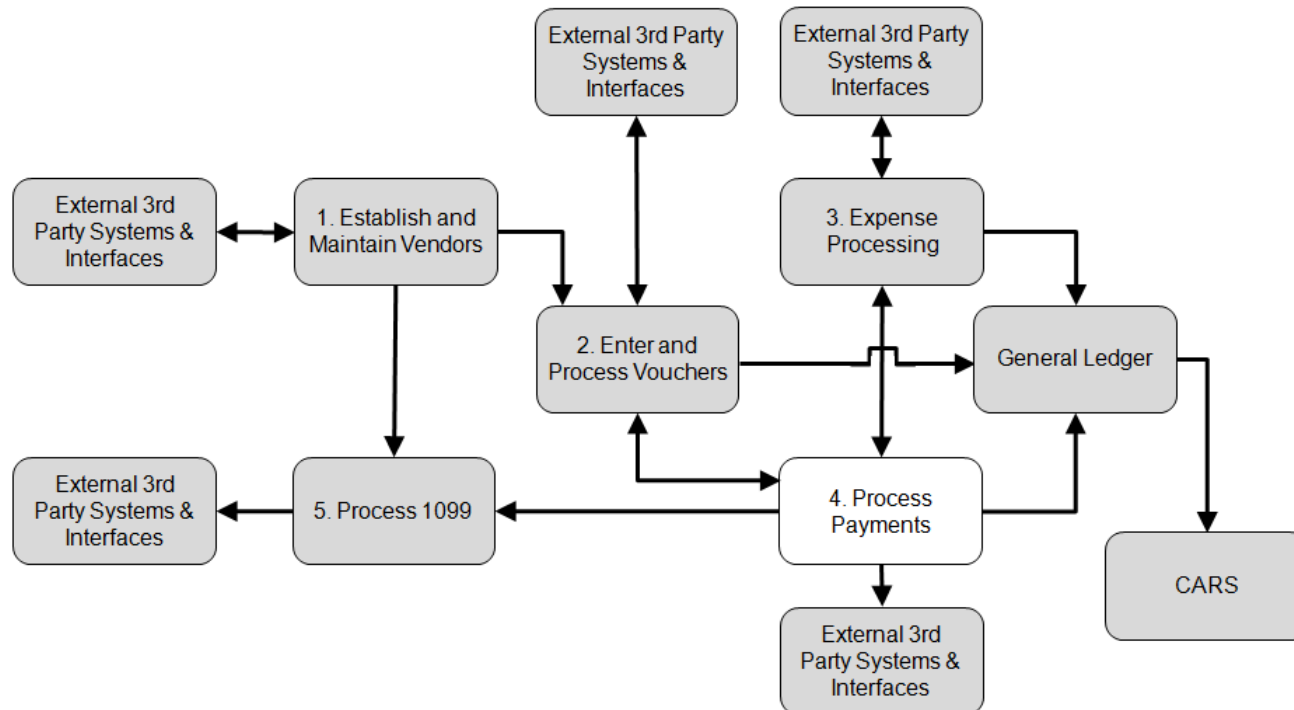 External 3rd Party
Systems &
Interfaces
External 3rd Party
Systems &
Interfaces
External 3rd
Party Systems &
Interfaces
1. Establish and
Maintain Vendors
3. Expense
Processing
2. Enter and
Process Vouchers
General Ledger
External 3rd
Party Systems &
Interfaces
5. Process 1099
4. Process
Payments
CARS
External 3rd
Party Systems &
Interfaces